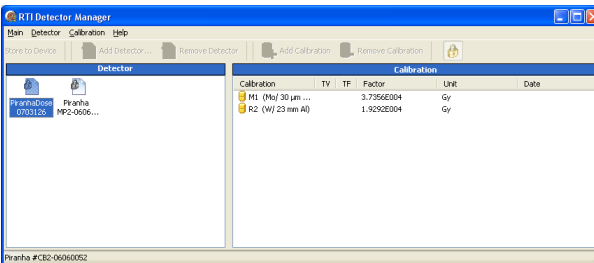 RTI Detector Manager
Main Detector Calibration Help
Store to Device Add Detector... Remove Detector Add Calibration Remove Calibration
Detector
PiranhaDose 0703126
Piranha MP2-0606...
Calibration
Calibration TV TF Factor Unit Date
M1 (Mo/ 30 µm ... 3.7356E004 Gy
R2 (W/ 23 mm Al) 1.9292E004 Gy
Piranha #CB2-06060052